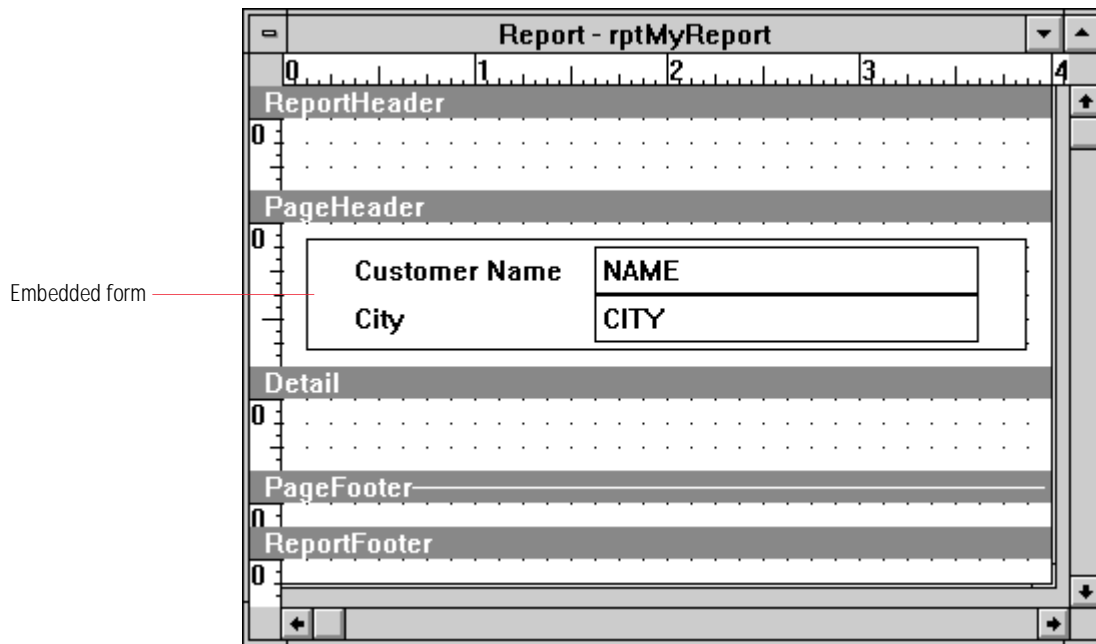 Report - rptMyReport
0 1 2 3 4
ReportHeader
0
PageHeader
0
Customer Name NAME
Embedded form
City CITY
Detail
0
PageFooter
0
ReportFooter
0